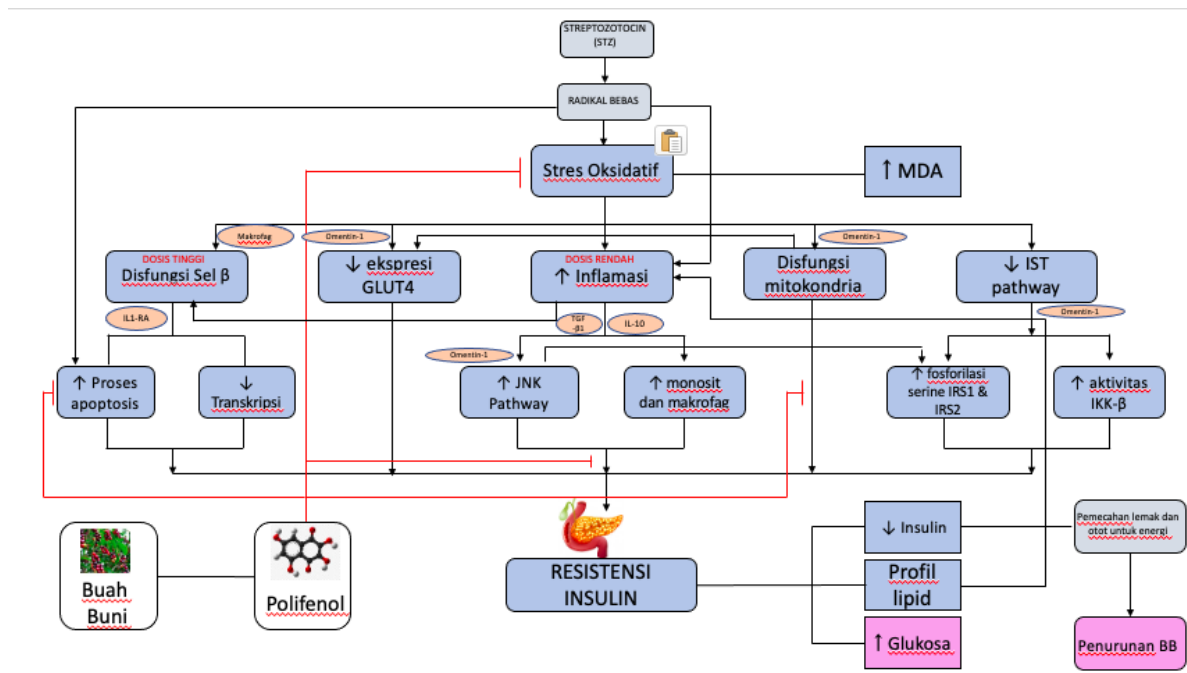 STREPTOZOTOCIN
(STZ)
RADIKAL BEBAS
Stres Oksidatif
↑ MDA
Makrofag
Omentin-1
Omentin-1
DOSIS TINGGI
Disfungsi Sel β
↓ ekspresi
GLUT4
DOSIS RENDAH
↑ Inflamasi
Disfungsi
mitokondria
↓ IST
pathway
IL1-RA
TGF
-β1
IL-10
Omentin-1
Omentin-1
↑ Proses
apoptosis
↓
Transkripsi
↑ JNK
Pathway
↑ monosit
dan makrofag
↑ fosforilasi
serine IRS1 &
IRS2
↑ aktivitas
IKK-β
Buah
Buni
Polifenol
RESISTENSI
INSULIN
↓ Insulin
Profil
lipid
↑ Glukosa
Pemecahan lemak dan
otot untuk energi
Penurunan BB